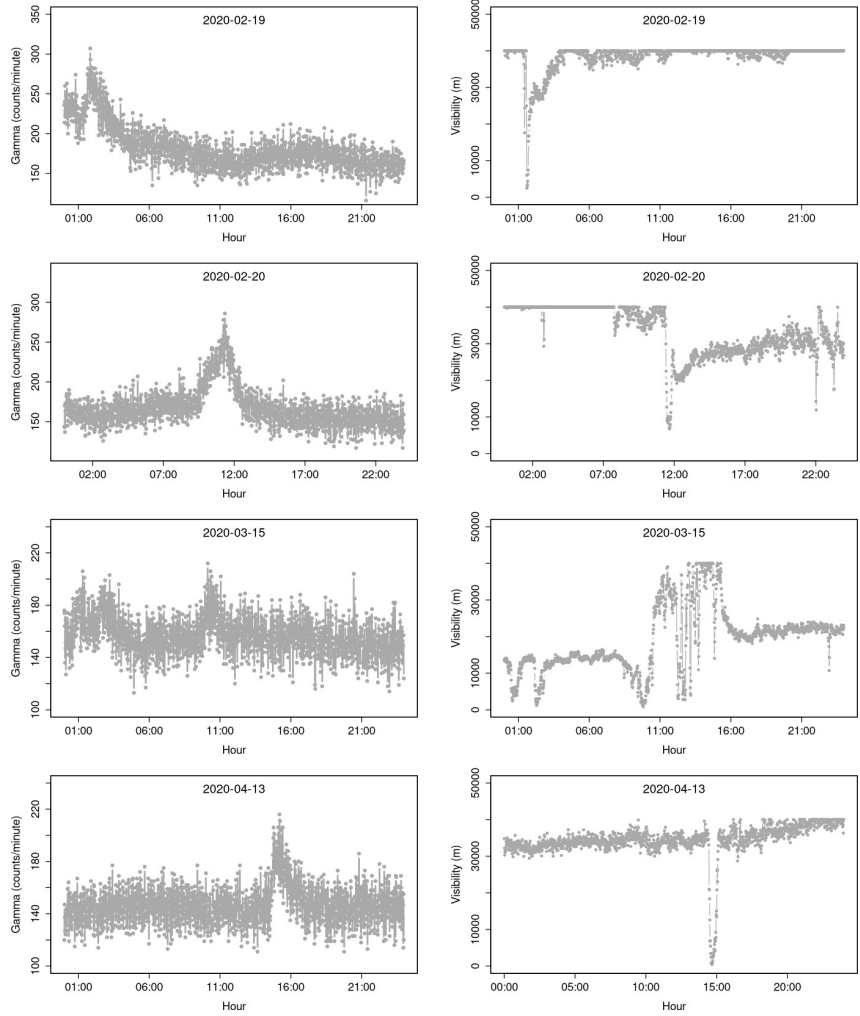 2020-02-19
Gamma (counts/minute)
150 200 250 300 350
01:00 06:00 11:00 16:00 21:00
Hour
2020-02-19
Visibility (m)
0 10000 30000 50000
01:00 06:00 11:00 16:00 21:00
Hour
2020-02-20
Gamma (counts/minute)
150 200 250 300
02:00 07:00 12:00 17:00 22:00
Hour
2020-02-20
Visibility (m)
0 10000 30000 50000
02:00 07:00 12:00 17:00 22:00
Hour
2020-03-15
Gamma (counts/minute)
100 140 180 220
01:00 06:00 11:00 16:00 21:00
Hour
2020-03-15
Visibility (m)
0 10000 30000 50000
01:00 06:00 11:00 16:00 21:00
Hour
2020-04-13
Gamma (counts/minute)
100 140 180 220
01:00 06:00 11:00 16:00 21:00
Hour
2020-04-13
Visibility (m)
0 10000 30000 50000
00:00 05:00 10:00 15:00 20:00
Hour